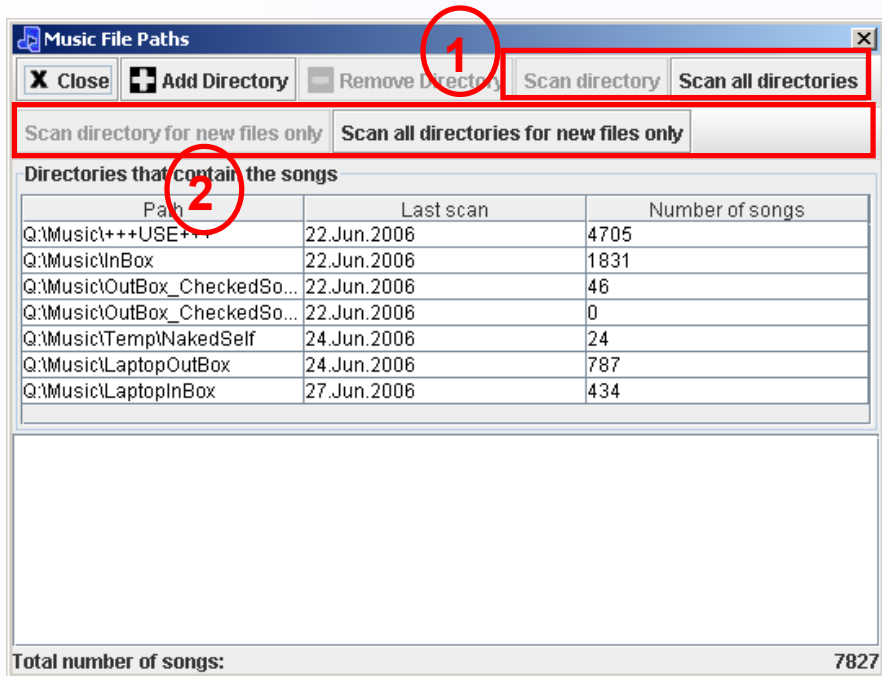 Music File Paths
1
X Close Add Directory Remove Directory Scan directory Scan all directories
Scan directory for new files only Scan all directories for new files only
Directories that contain the songs
2
Path Last scan Number of songs
Q:\Music\+++USE+++ 22.Jun.2006 4705
Q:\Music\InBox 22.Jun.2006 1831
Q:\Music\OutBox_CheckedSo... 22.Jun.2006 46
Q:\Music\OutBox_CheckedSo... 22.Jun.2006 0
Q:\Music\Temp\NakedSelf 24.Jun.2006 24
Q:\Music\LaptopOutBox 24.Jun.2006 787
Q:\Music\LaptopInBox 27.Jun.2006 434
Total number of songs: 7827